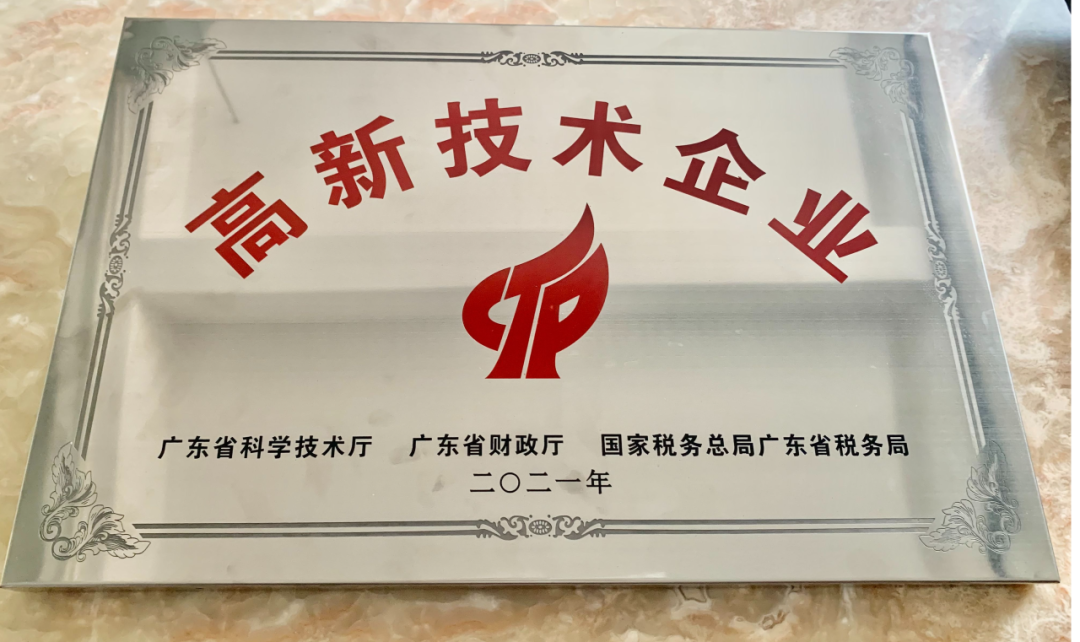 高新技术企业
广东省科学技术厅 广东省财政厅 国家税务总局广东省税务局
二〇二一年